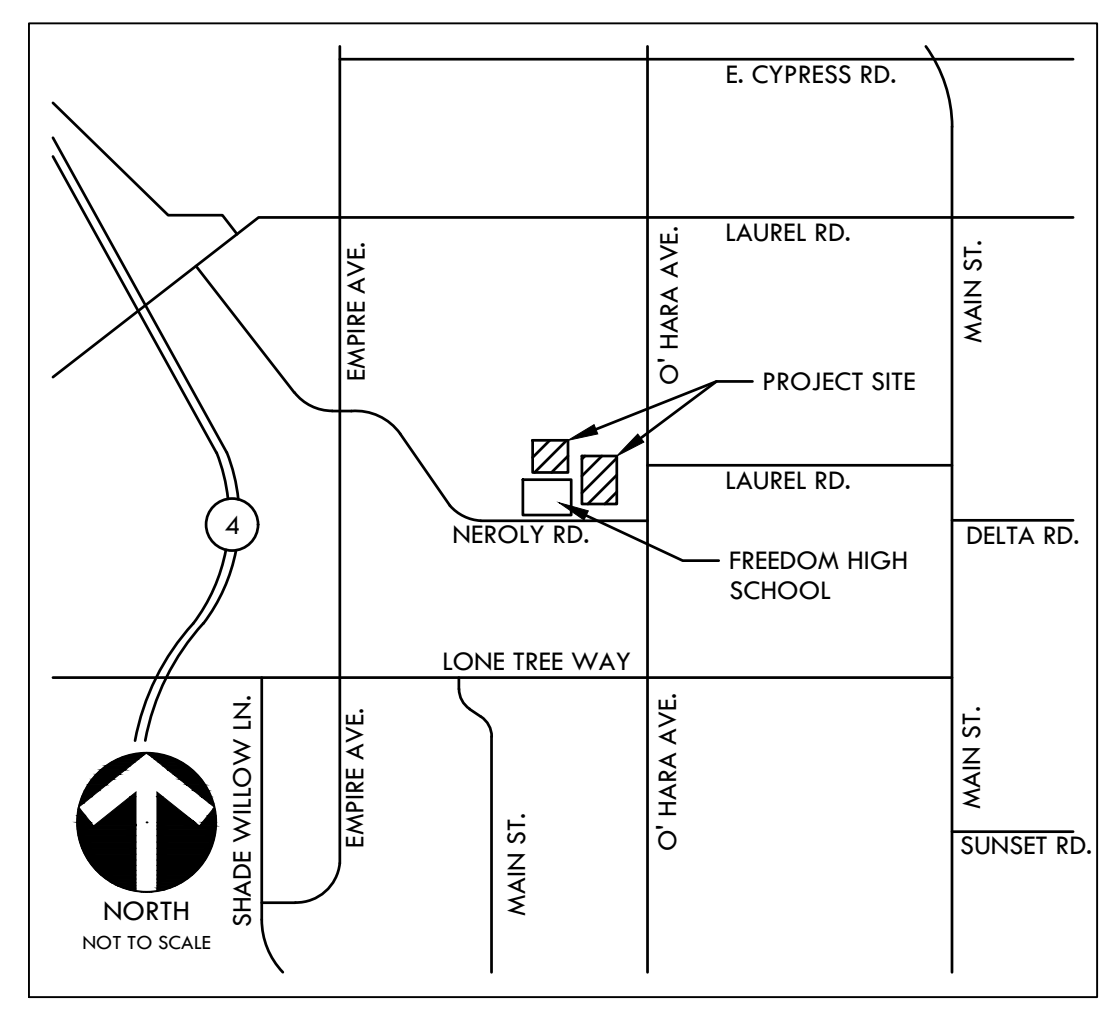 E. CYPRESS RD.
LAUREL RD.
EMPIRE AVE.
O' HARA AVE.
MAIN ST.
PROJECT SITE
LAUREL RD.
4
NEROLY RD.
DELTA RD.
FREEDOM HIGH
SCHOOL
LONE TREE WAY
SHADE WILLOW LN.
EMPIRE AVE.
MAIN ST.
O' HARA AVE.
MAIN ST.
SUNSET RD.
NORTH
NOT TO SCALE